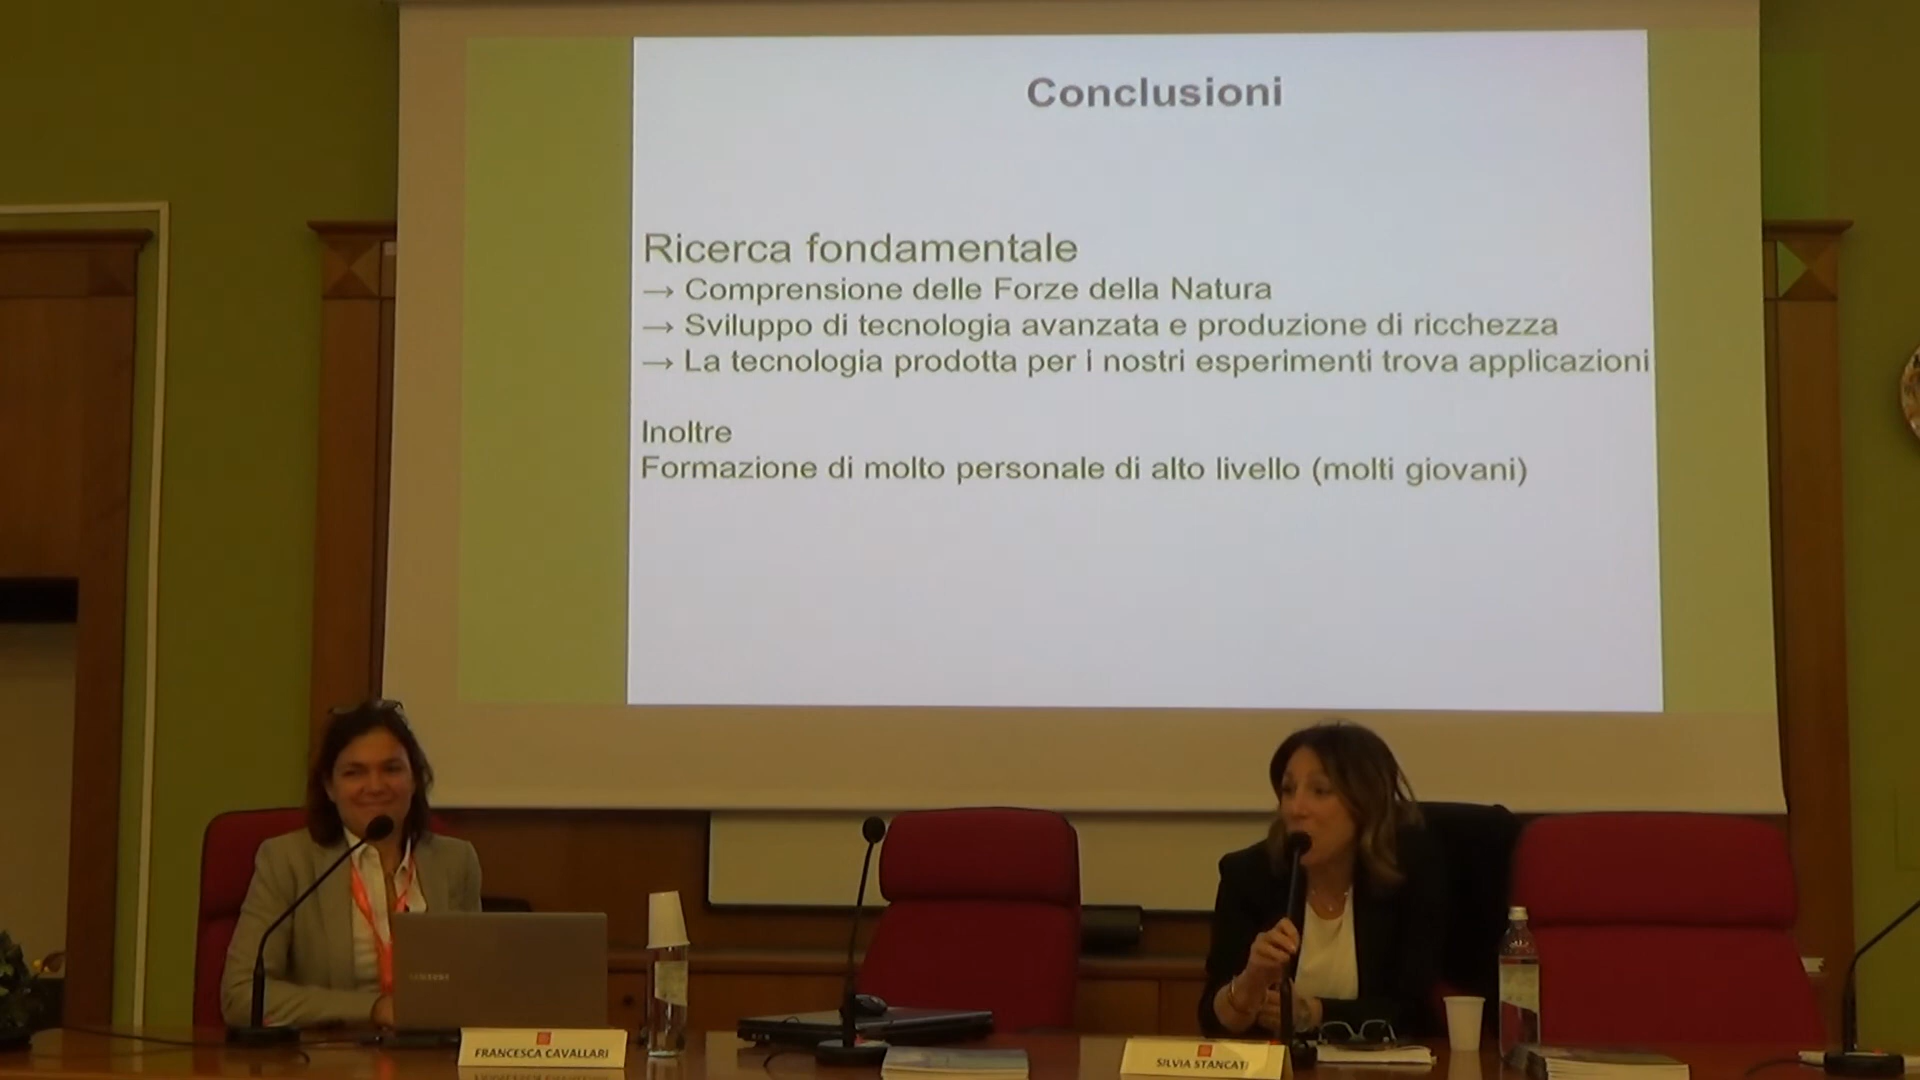 Conclusioni
Ricerca fondamentale
→ Comprensione delle Forze della Natura
→ Sviluppo di tecnologia avanzata e produzione di ricchezza
→ La tecnologia prodotta per i nostri esperimenti trova applicazioni
Inoltre
Formazione di molto personale di alto livello (molti giovani)
SAMSUNG
FRANCESCA CAVALLARI
SILVIA STANCATI